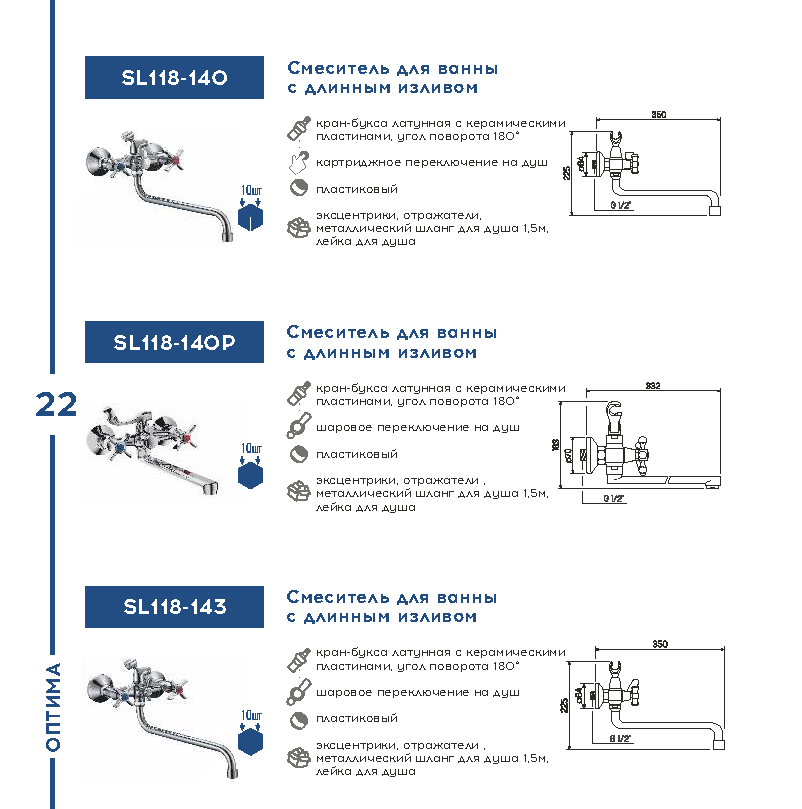 SL118-140
Смеситель для ванны
с длинным изливом
кран-букса латунная с керамическими
пластинами, угол поворота 180°
картриджное переключение на душ
пластиковый
эксцентрики, отражатели,
металлический шланг для душа 1,5м,
лейка для душа
10шт
350
225
⌀64
G 1/2"
SL118-140P
Смеситель для ванны
с длинным изливом
кран-букса латунная с керамическими
пластинами, угол поворота 180°
шаровое переключение на душ
пластиковый
эксцентрики, отражатели ,
металлический шланг для душа 1,5м,
лейка для душа
10шт
332
163
⌀70
G 1/2"
22
SL118-143
Смеситель для ванны
с длинным изливом
кран-букса латунная с керамическими
пластинами, угол поворота 180°
шаровое переключение на душ
пластиковый
эксцентрики, отражатели ,
металлический шланг для душа 1,5м,
лейка для душа
10шт
350
225
⌀64
G 1/2"
ОПТИМА